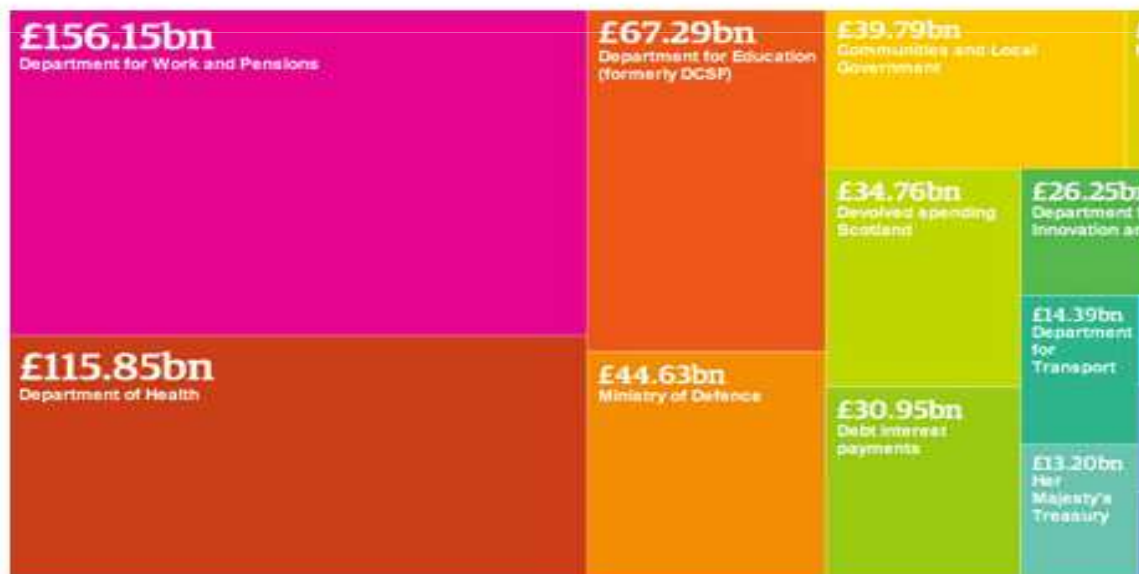 £156.15bn
Department for Work and Pensions
£67.29bn
Department for Education
(formerly DCSF)
£39.79bn
Communities and Local
Government
£34.76bn
Devolved spending
Scotland
£26.25b
Department
Innovation
£14.39bn
Department
for
Transport
£115.85bn
Department of Health
£44.63bn
Ministry of Defence
£30.95bn
Debt interest
payments
£13.20bn
Her
Majesty's
Treasury